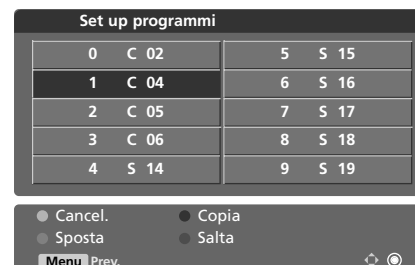 Set up programmi
0 C 02 5 S 15
1 C 04 6 S 16
2 C 05 7 S 17
3 C 06 8 S 18
4 S 14 9 S 19
Cancel. Copia
Sposta Salta
Menu Prev.